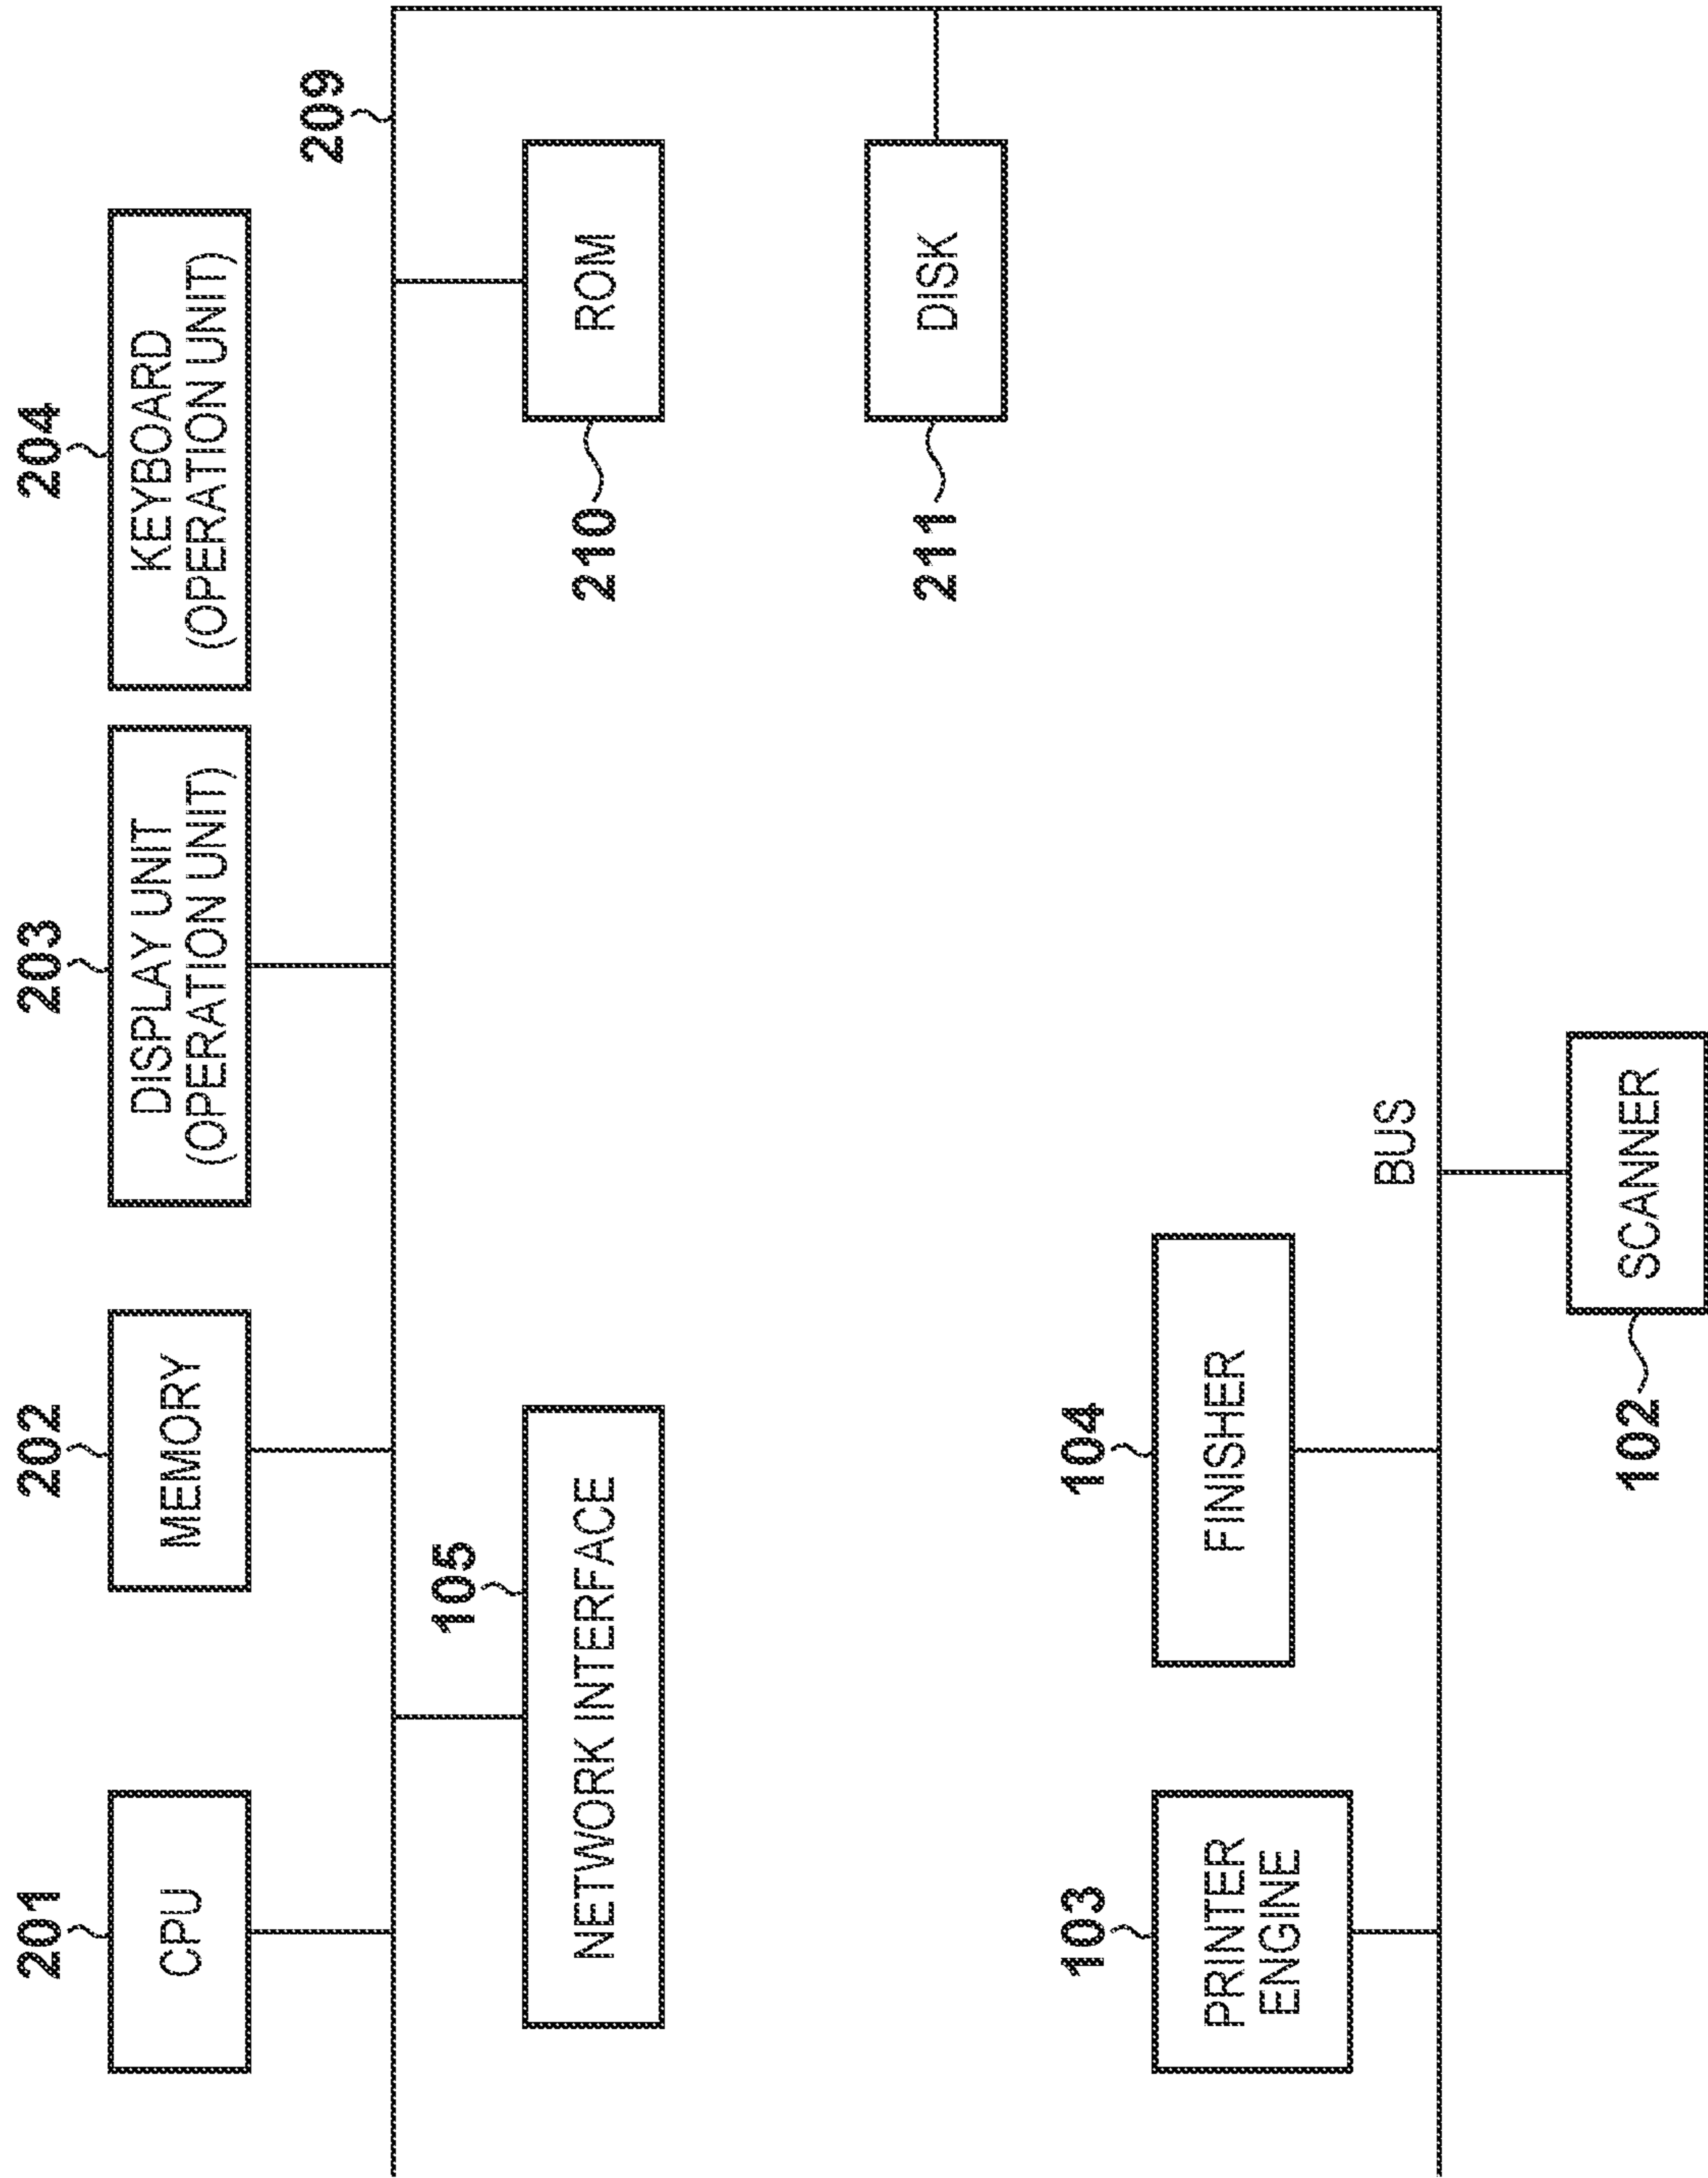 201
CPU
202
MEMORY
203
DISPLAY UNIT
(OPERATION UNIT)
204
KEYBOARD
(OPERATION UNIT)
209
105
NETWORK INTERFACE
210
ROM
211
DISK
103
PRINTER
ENGINE
104
FINISHER
BUS
102
SCANNER